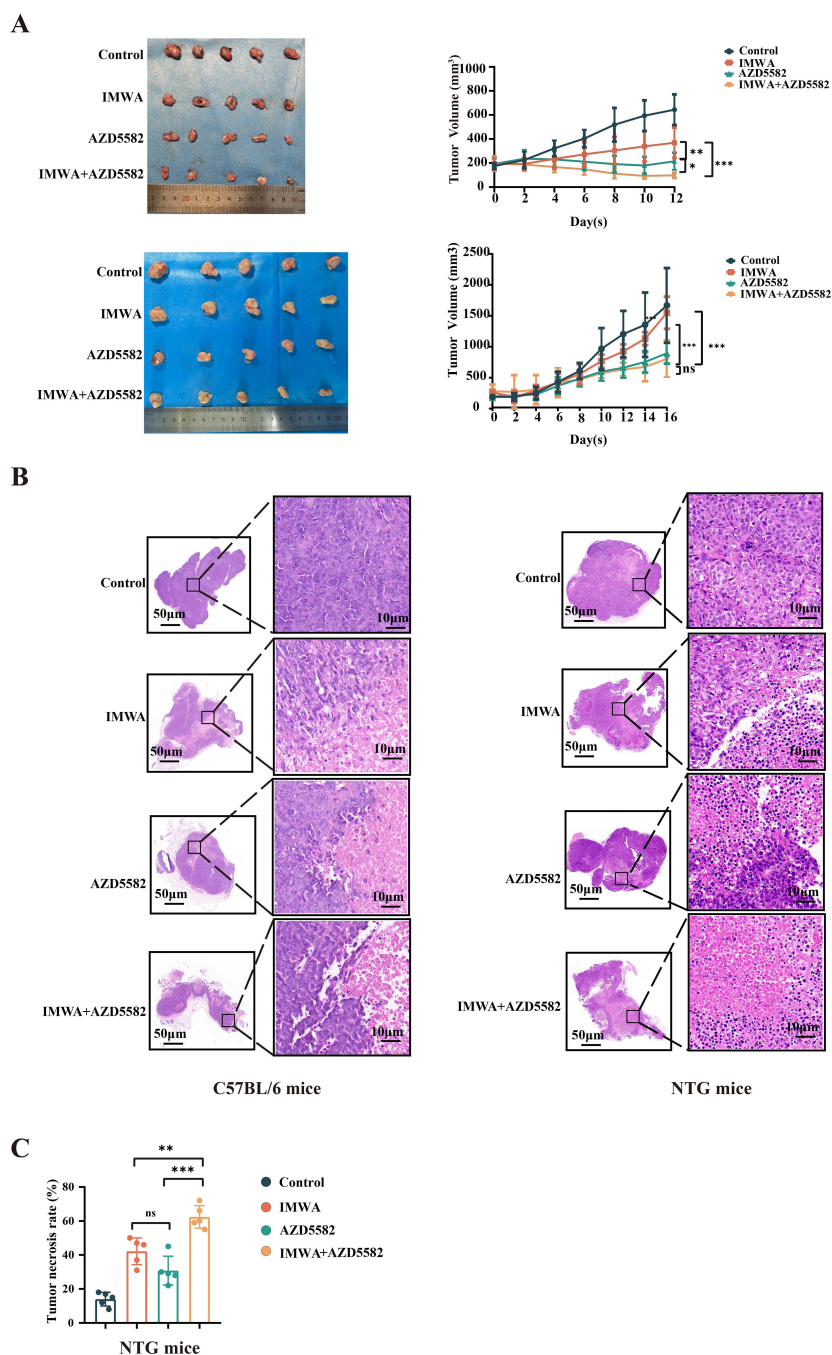 A
Control
IMWA
AZD5582
IMWA+AZD5582
Control
IMWA
AZD5582
IMWA+AZD5582
Tumor Volume (mm³)
1000
800
600
400
200
0
0 2 4 6 8 10 12
Day(s)
** * ***
Control
IMWA
AZD5582
IMWA+AZD5582
Control
IMWA
AZD5582
IMWA+AZD5582
Tumor Volume (mm3)
2500
2000
1500
1000
500
0
0 2 4 6 8 10 12 14 16
Day(s)
*** ns ***
B
Control
50μm
10μm
IMWA
50μm
10μm
AZD5582
50μm
10μm
IMWA+AZD5582
50μm
10μm
C57BL/6 mice
Control
50μm
10μm
IMWA
50μm
10μm
AZD5582
50μm
10μm
IMWA+AZD5582
50μm
10μm
NTG mice
C
Tumor necrosis rate (%)
80
60
40
20
0
**
***
ns
NTG mice
Control
IMWA
AZD5582
IMWA+AZD5582